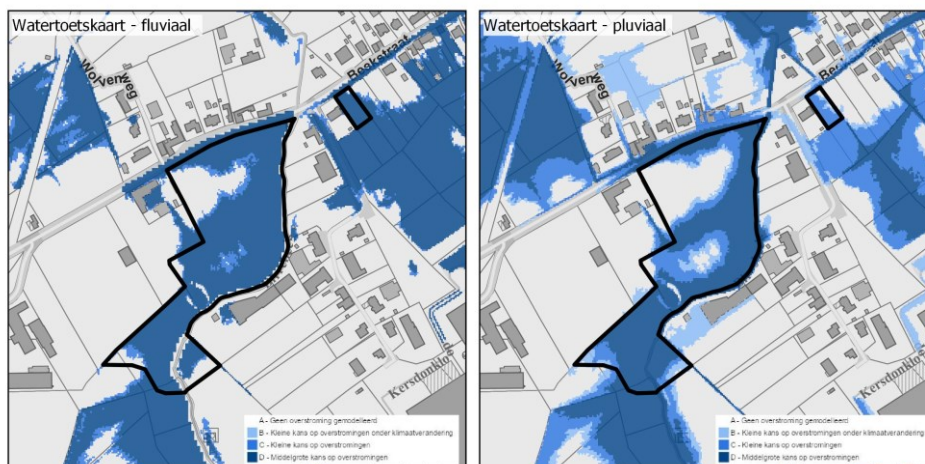 Watertoetskaart - fluviaal
Wolvenweg
Beekstraat
Kersdonk
A - Geen overstroming gemodelleerd
B - Kleine kans op overstromingen onder klimaatverandering
C - Kleine kans op overstromingen
D - Middelgrote kans op overstromingen
Watertoetskaart - pluviaal
Wolvenweg
Kersdonk
A - Geen overstroming gemodelleerd
B - Kleine kans op overstromingen onder klimaatverandering
C - Kleine kans op overstromingen
D - Middelgrote kans op overstromingen